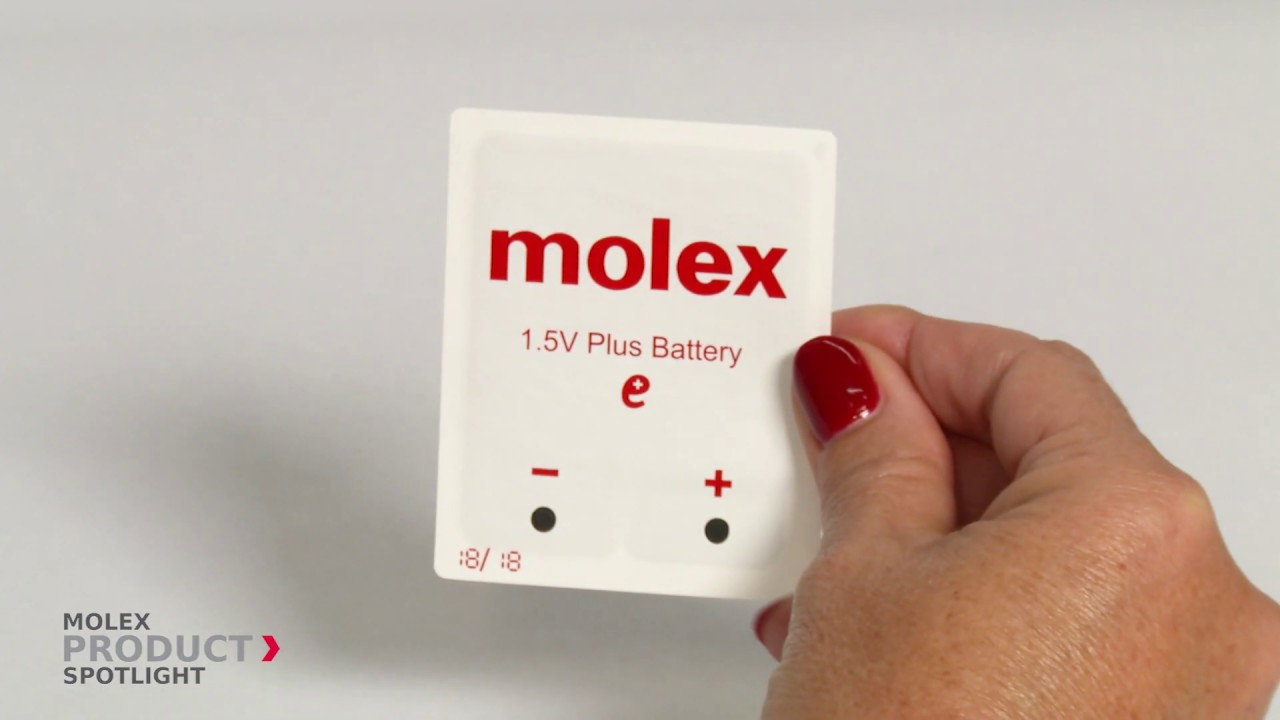 molex
1.5V Plus Battery
e
− +
18/ 18
MOLEX
PRODUCT
SPOTLIGHT